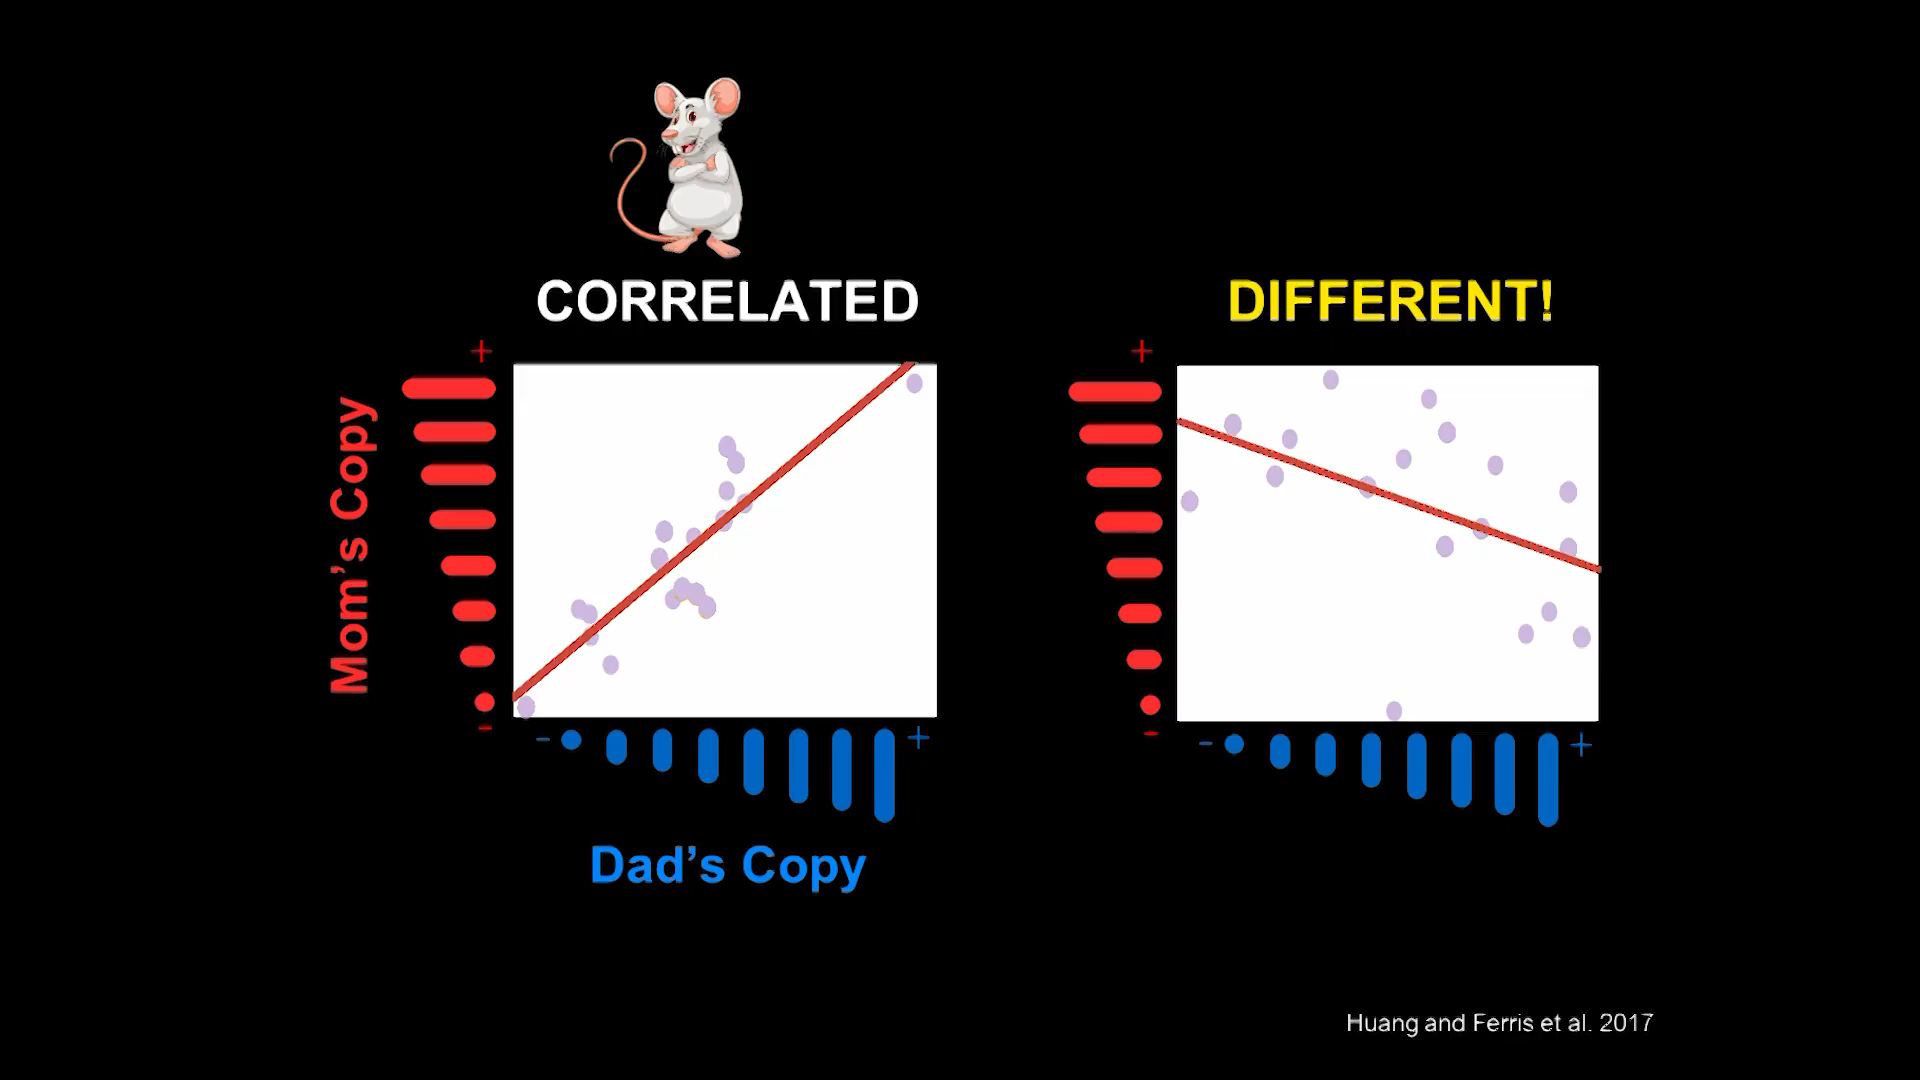 CORRELATED
DIFFERENT!
+
+
Mom's Copy
-
-
- +
- +
Dad's Copy
Huang and Ferris et al. 2017